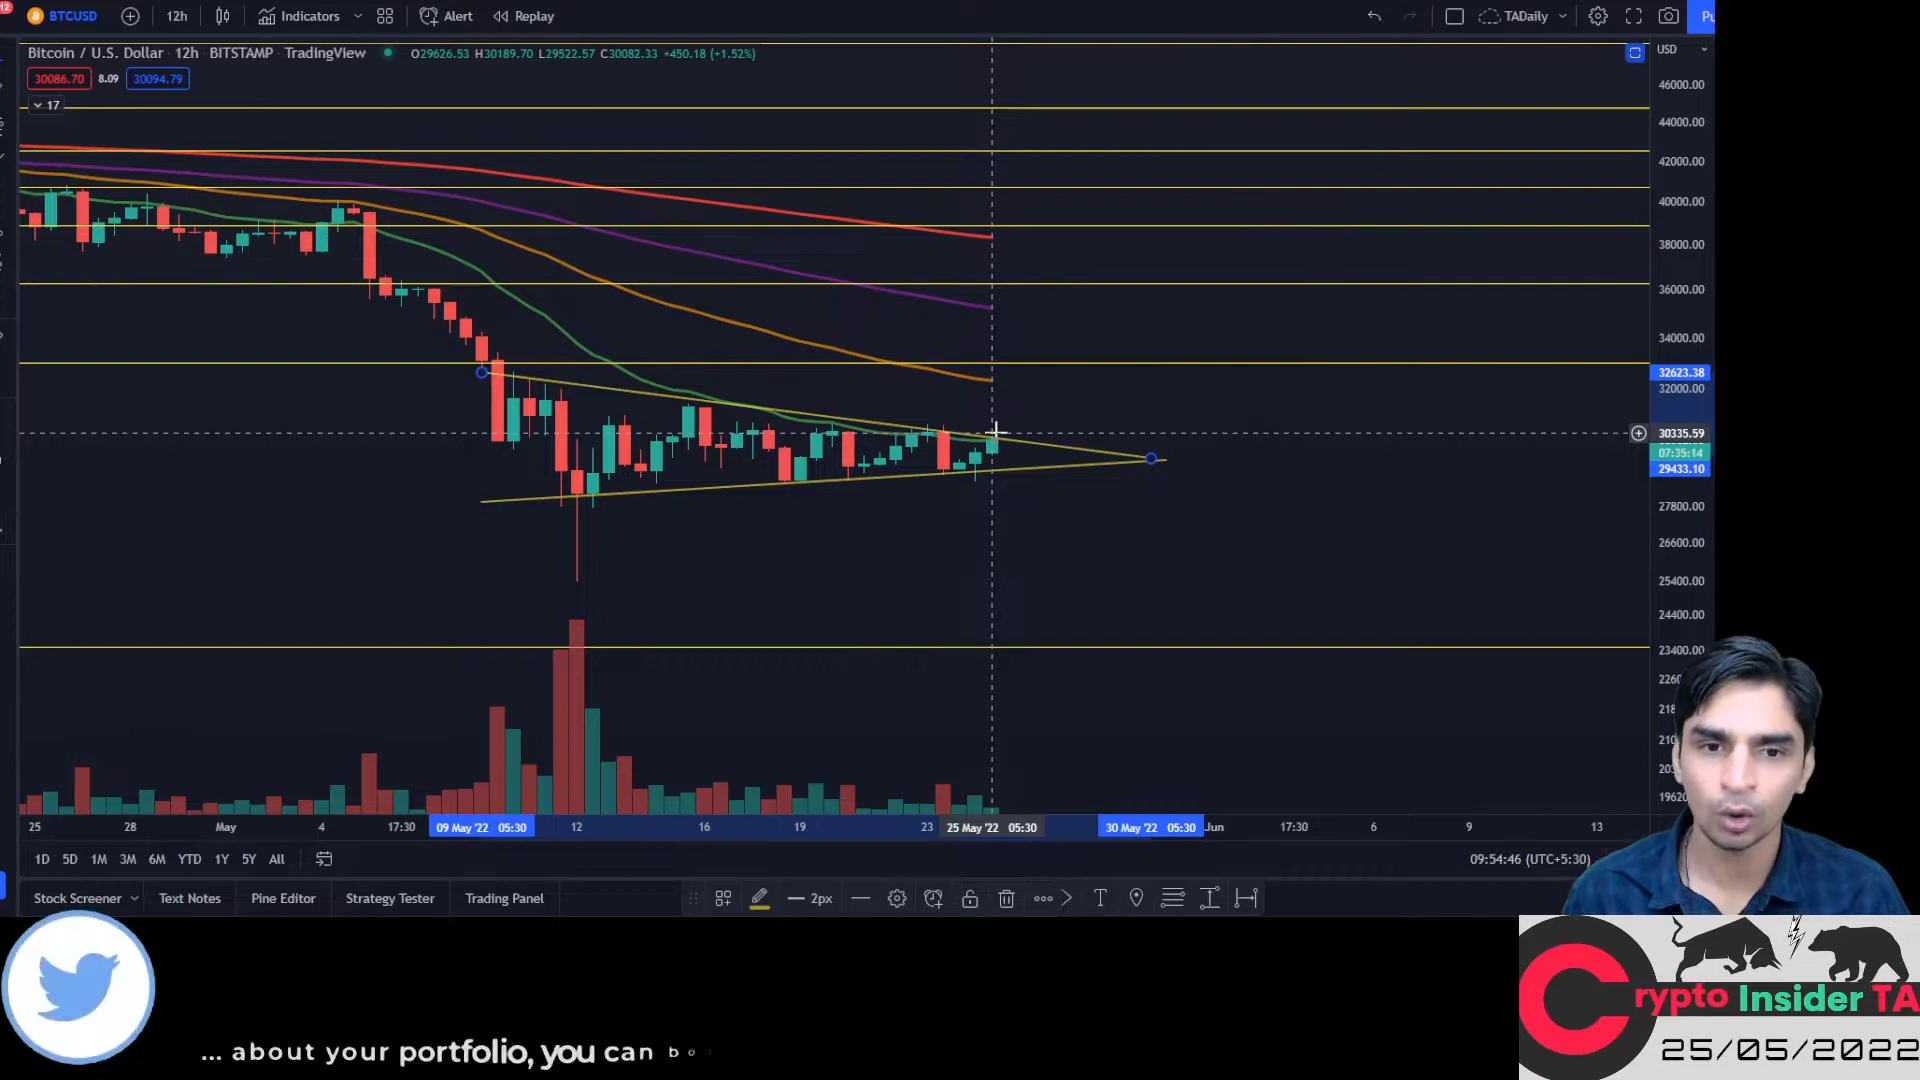 12
BTCUSD 12h Indicators Alert Replay TADaily
Bitcoin / U.S. Dollar · 12h · BITSTAMP · TradingView O29626.53 H30189.70 L29522.57 C30082.33 +450.18 (+1.52%) USD
30086.70 8.09 30094.79
17
46000.00
44000.00
42000.00
40000.00
38000.00
36000.00
34000.00
32623.38
32000.00
30335.59
07:35:14
29433.10
27800.00
26600.00
25400.00
24400.00
23400.00
25 28 May 4 17:30 09 May '22 05:30 12 16 19 23 25 May '22 05:30 30 May '22 05:30 Jun 17:30 6 9 13
1D 5D 1M 3M 6M YTD 1Y 5Y All 09:54:46 (UTC+5:30)
Stock Screener Text Notes Pine Editor Strategy Tester Trading Panel 2px T
Crypto Insider TA
25/05/2022
... about your portfolio, you can